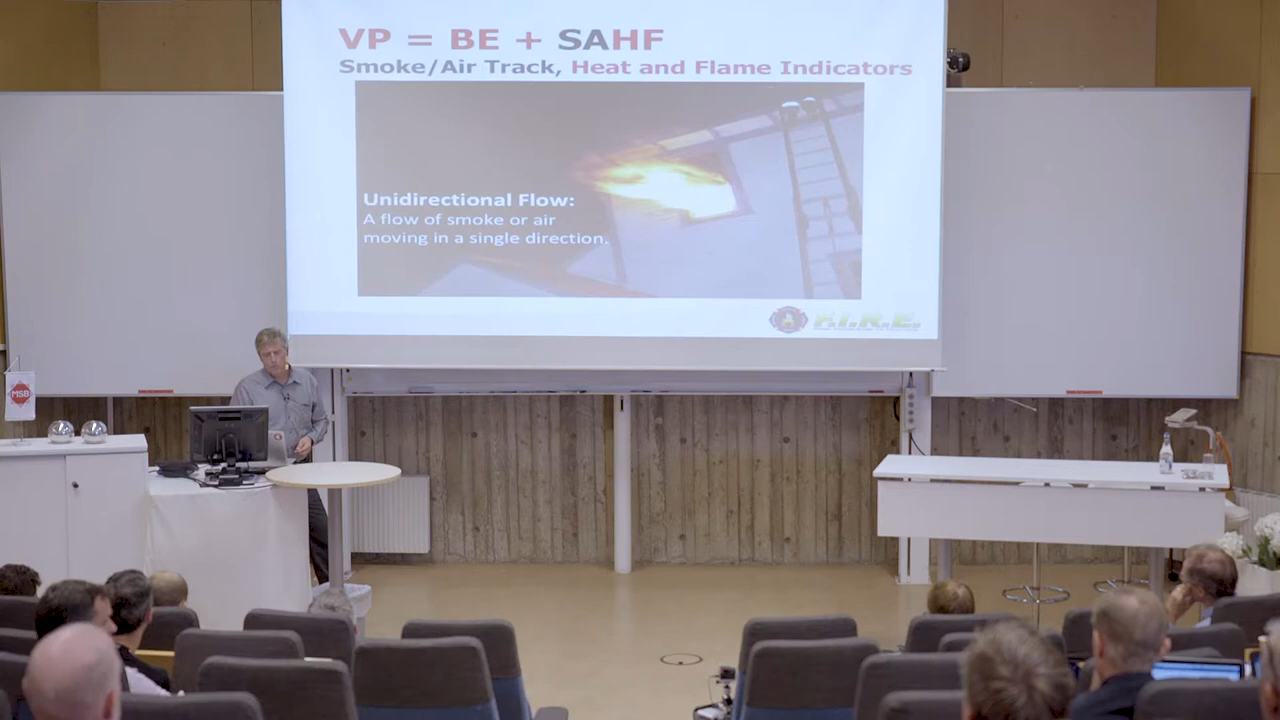 VP = BE + SAHF
Smoke/Air Track, Heat and Flame Indicators
Unidirectional Flow:
A flow of smoke or air
moving in a single direction.
F.I.R.E.
MSB